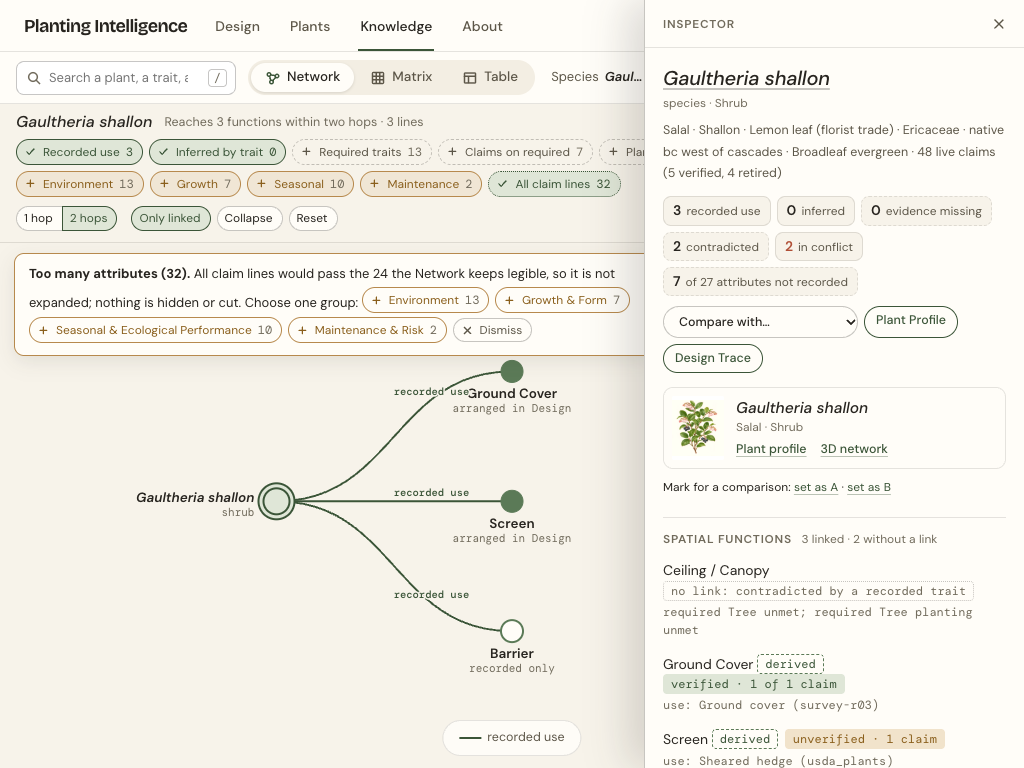 Planting Intelligence Design Plants Knowledge About
Search a plant, a trait, a / Network Matrix Table Species Gaul...
Gaultheria shallon Reaches 3 functions within two hops · 3 lines
Recorded use 3 Inferred by trait 0 Required traits 13 Claims on required 7
Environment 13 Growth 7 Seasonal 10 Maintenance 2 All claim lines 32
1 hop 2 hops Only linked Collapse Reset
Too many attributes (32). All claim lines would pass the 24 the Network keeps legible, so it is not
expanded; nothing is hidden or cut. Choose one group: Environment 13 Growth & Form 7
Seasonal & Ecological Performance 10 Maintenance & Risk 2 Dismiss
recorded use
Ground Cover
arranged in Design
recorded use
Gaultheria shallon
shrub
Screen
arranged in Design
recorded use
Barrier
recorded only
recorded use
INSPECTOR
Gaultheria shallon
species · Shrub
Salal · Shallon · Lemon leaf (florist trade) · Ericaceae · native
bc west of cascades · Broadleaf evergreen · 48 live claims
(5 verified, 4 retired)
3 recorded use 0 inferred 0 evidence missing
2 contradicted 2 in conflict
7 of 27 attributes not recorded
Compare with... Plant Profile
Design Trace
Gaultheria shallon
Salal · Shrub
Plant profile 3D network
Mark for a comparison: set as A · set as B
SPATIAL FUNCTIONS 3 linked · 2 without a link
Ceiling / Canopy
no link: contradicted by a recorded trait
required Tree unmet; required Tree planting
unmet
Ground Cover derived
verified · 1 of 1 claim
use: Ground cover (survey-r03)
Screen derived unverified · 1 claim
use: Sheared hedge (usda_plants)